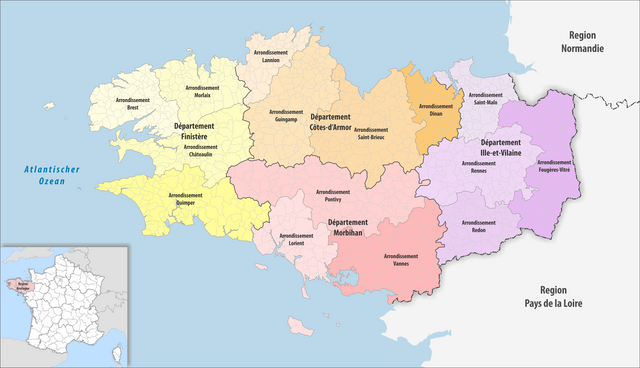 Region
Normandie
Arrondissement
Lannion
Arrondissement
Morlaix
Arrondissement
Brest
Arrondissement
Saint-Malo
Arrondissement
Dinan
Arrondissement
Guingamp
Département
Côtes-d'Armor
Département
Finistère
Arrondissement
Saint-Brieuc
Département
Ille-et-Vilaine
Arrondissement
Châteaulin
Arrondissement
Rennes
Arrondissement
Fougères-Vitré
Atlantischer
Ozean
Arrondissement
Quimper
Arrondissement
Pontivy
Département
Morbihan
Arrondissement
Redon
Arrondissement
Lorient
Arrondissement
Vannes
Region
Bretagne
Region
Pays de la Loire